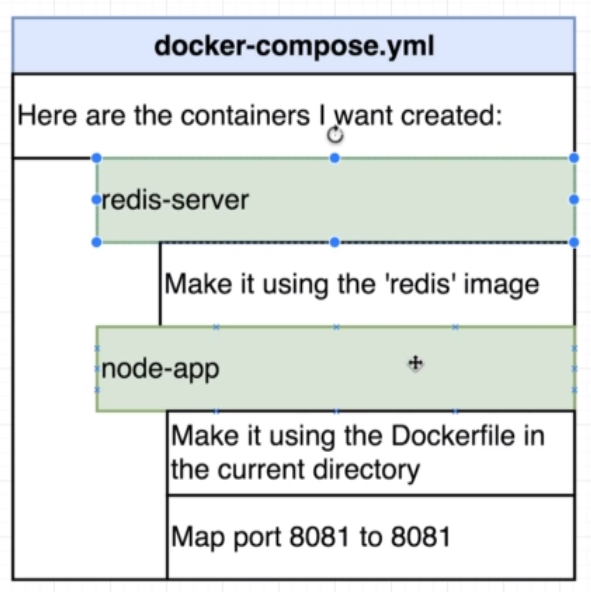 docker-compose.yml
Here are the containers I want created:
redis-server
Make it using the 'redis' image
node-app
Make it using the Dockerfile in
the current directory
Map port 8081 to 8081